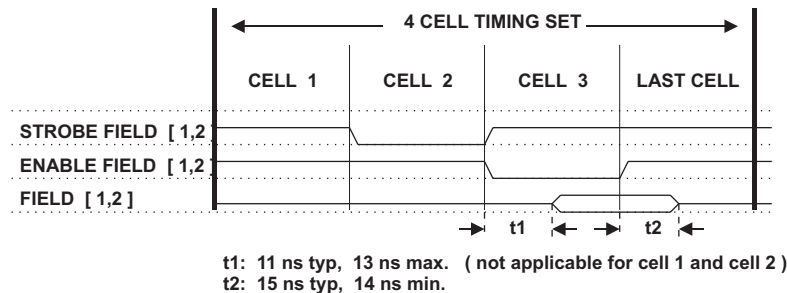 4 CELL TIMING SET
CELL 1 CELL 2 CELL 3 LAST CELL
STROBE FIELD [ 1,2 ]
ENABLE FIELD [ 1,2 ]
FIELD [ 1,2 ]
t1 t2
t1: 11 ns typ, 13 ns max. ( not applicable for cell 1 and cell 2 )
t2: 15 ns typ, 14 ns min.